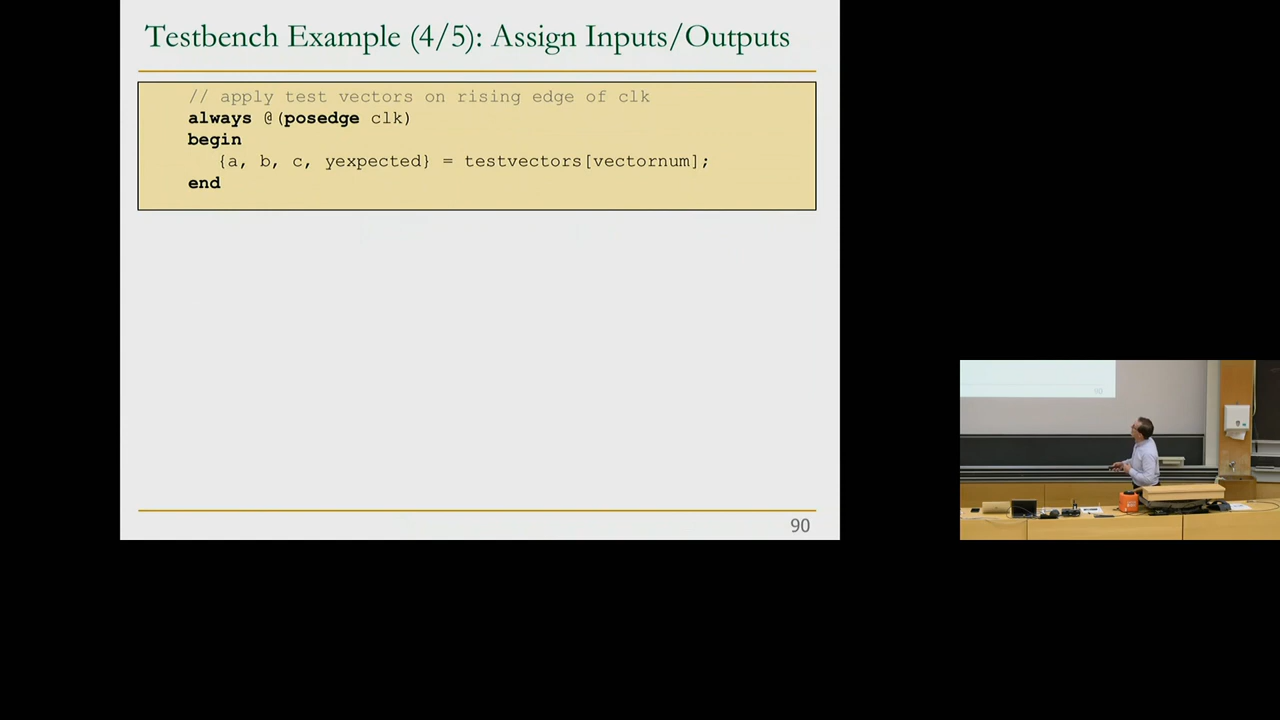 Testbench Example (4/5): Assign Inputs/Outputs
// apply test vectors on rising edge of clk
always @(posedge clk)
begin
{a, b, c, yexpected} = testvectors[vectornum];
end
90